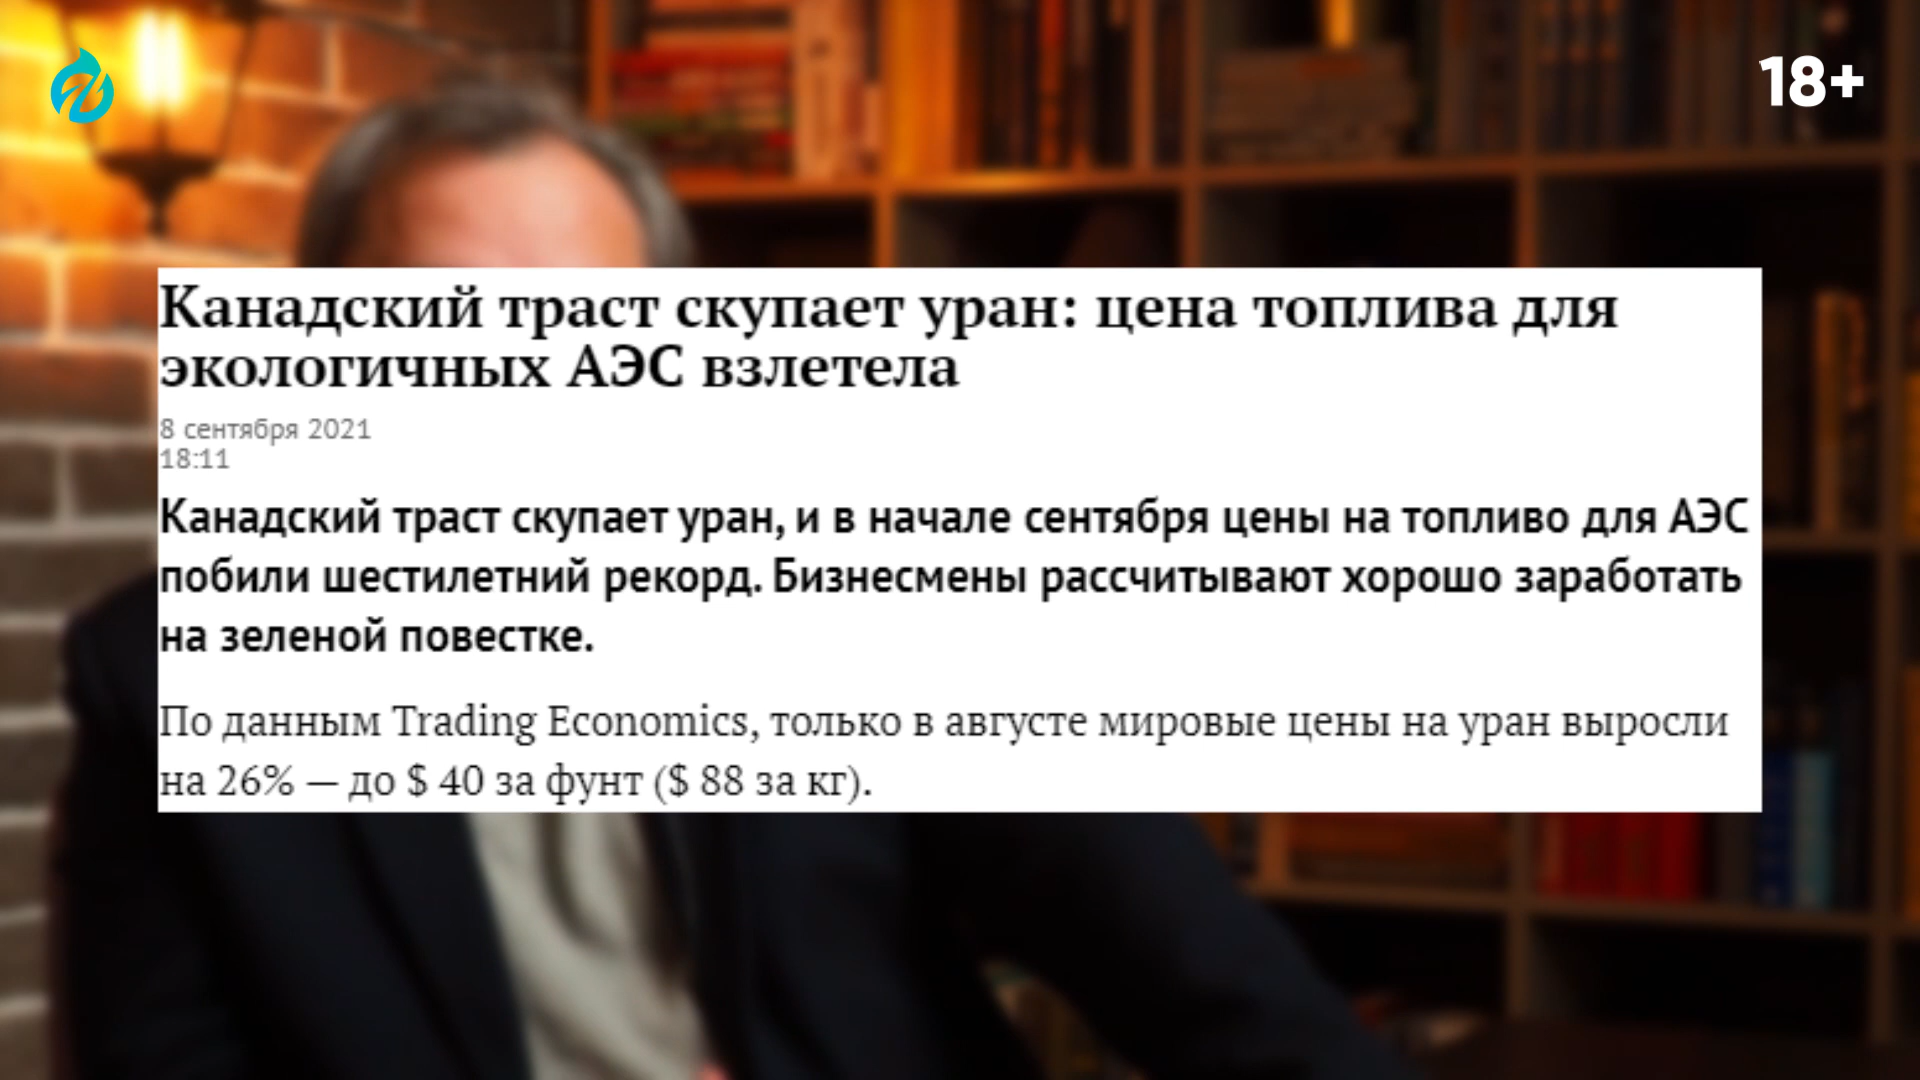 18+
Канадский траст скупает уран: цена топлива для
экологичных АЭС взлетела
8 сентября 2021
18:11
Канадский траст скупает уран, и в начале сентября цены на топливо для АЭС
побили шестилетний рекорд. Бизнесмены рассчитывают хорошо заработать
на зеленой повестке.
По данным Trading Economics, только в августе мировые цены на уран выросли
на 26% — до $ 40 за фунт ($ 88 за кг).